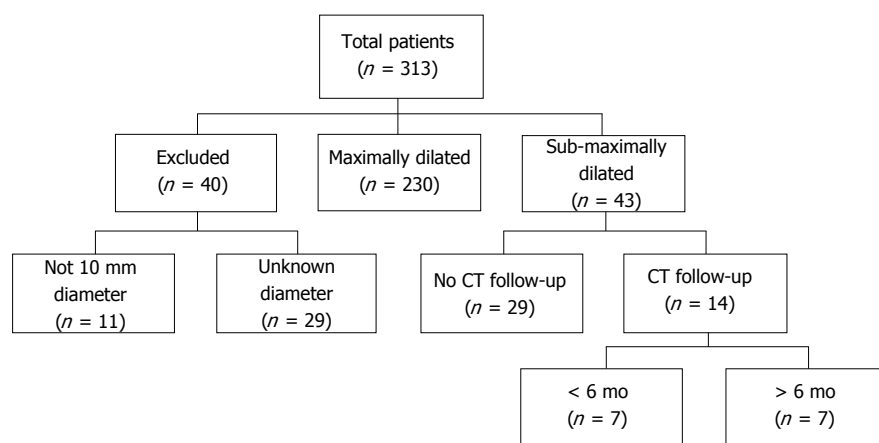 Total patients
(n = 313)
Excluded
(n = 40)
Maximally dilated
(n = 230)
Sub-maximally
dilated
(n = 43)
Not 10 mm
diameter
(n = 11)
Unknown
diameter
(n = 29)
No CT follow-up
(n = 29)
CT follow-up
(n = 14)
< 6 mo
(n = 7)
> 6 mo
(n = 7)